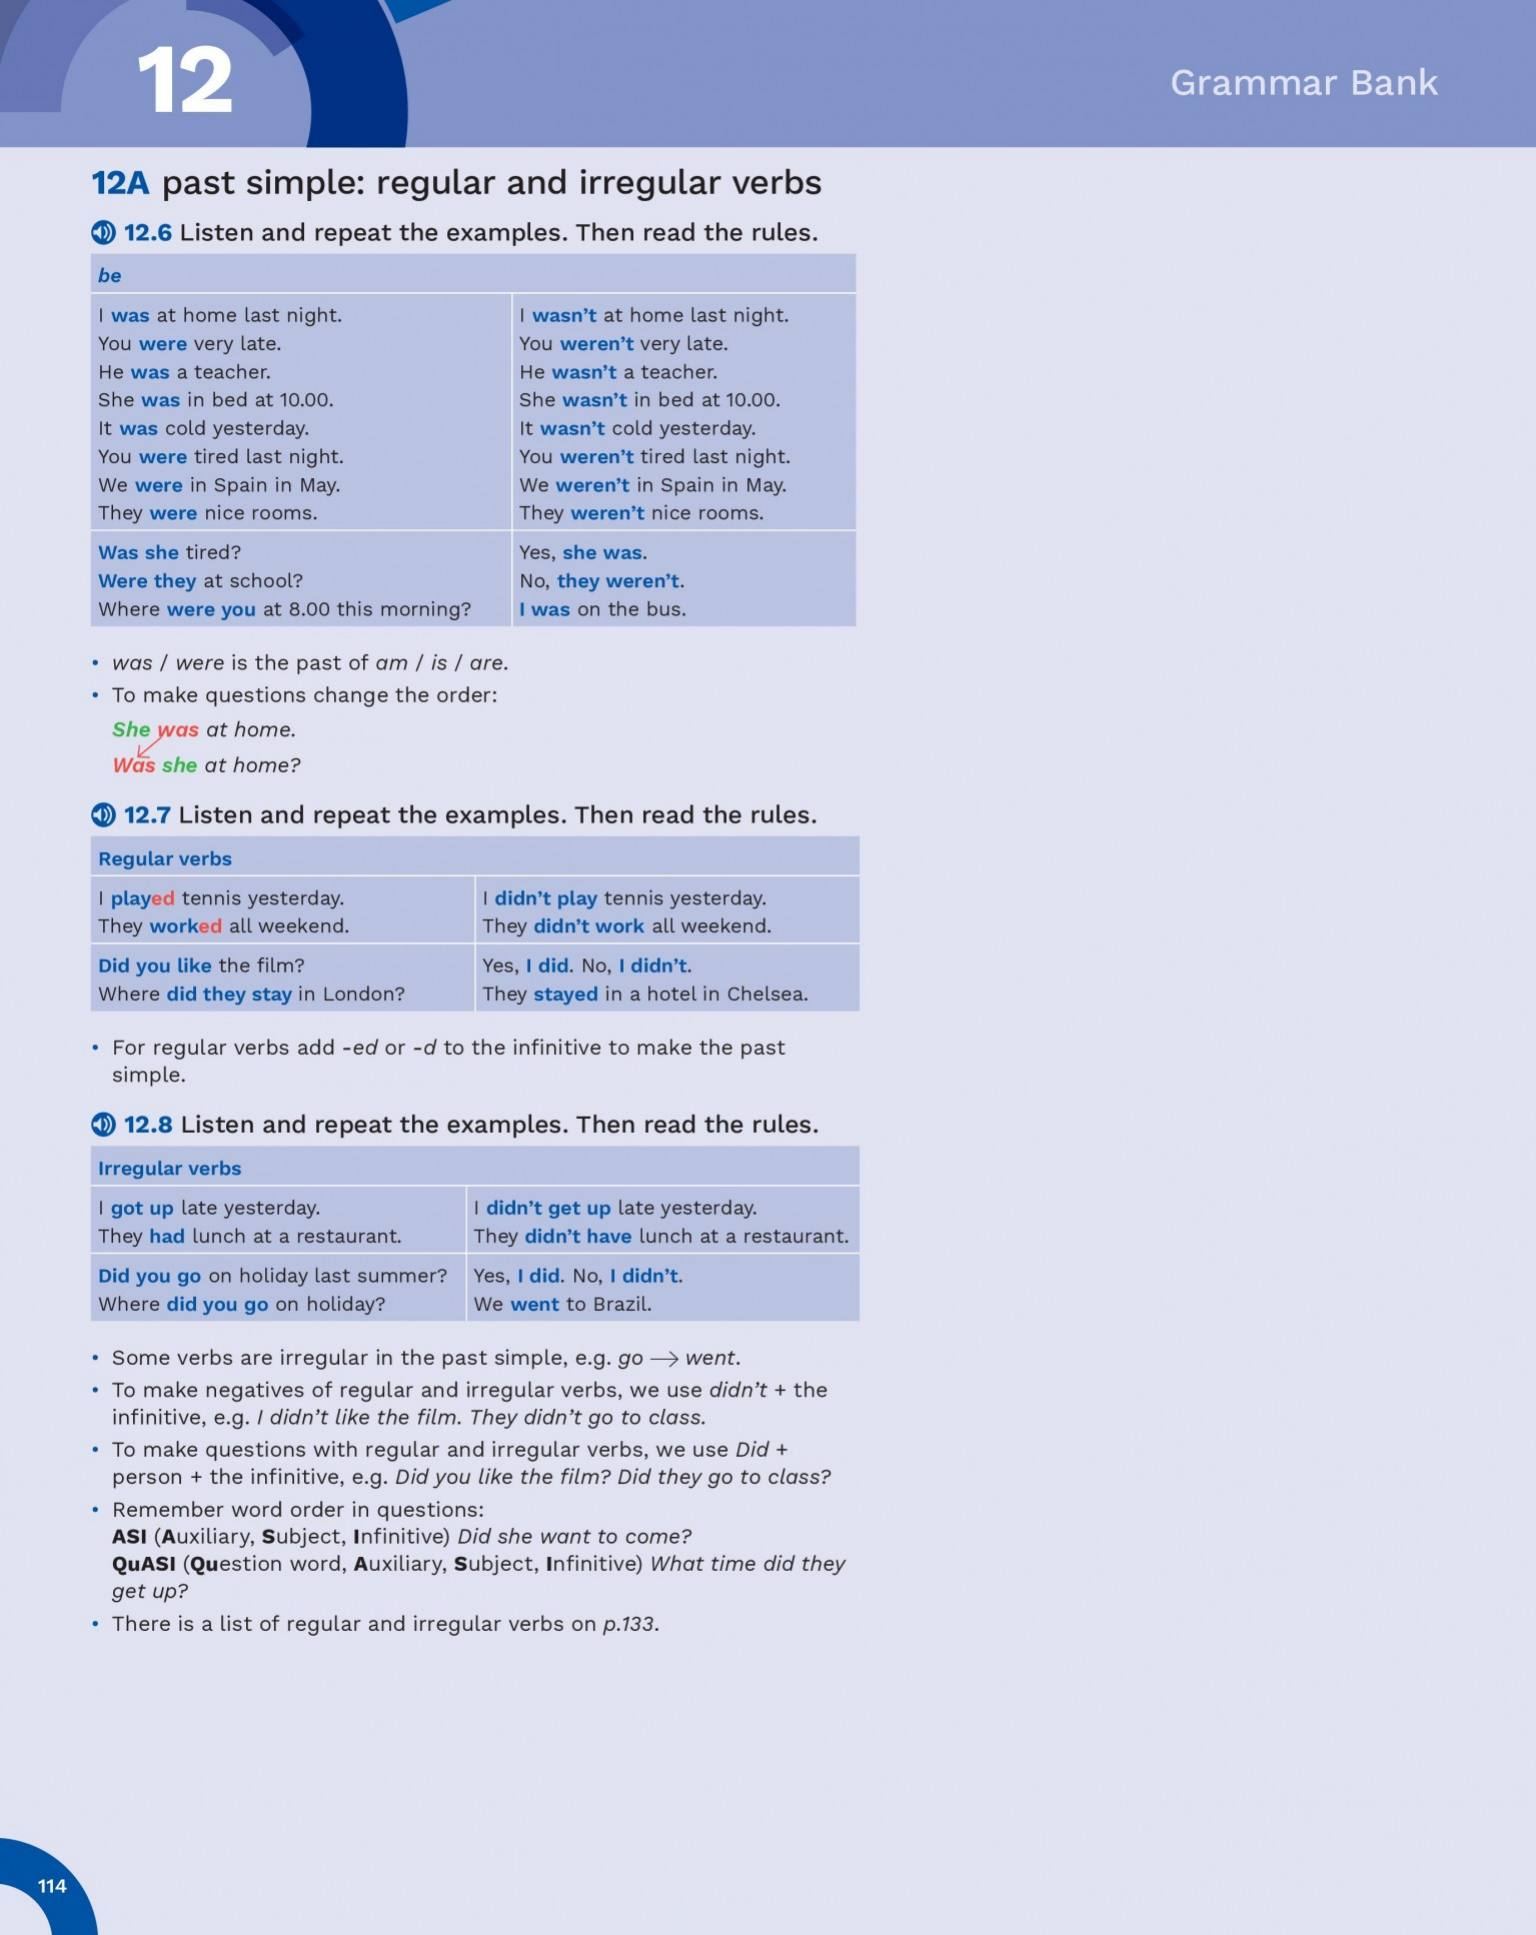 12
Grammar Bank
12A past simple: regular and irregular verbs
12.6 Listen and repeat the examples. Then read the rules.
be
I was at home last night.
You were very late.
He was a teacher.
She was in bed at 10.00.
It was cold yesterday.
You were tired last night.
We were in Spain in May.
They were nice rooms.
I wasn't at home last night.
You weren't very late.
He wasn't a teacher.
She wasn't in bed at 10.00.
It wasn't cold yesterday.
You weren't tired last night.
We weren't in Spain in May.
They weren't nice rooms.
Was she tired?
Were they at school?
Where were you at 8.00 this morning?
Yes, she was.
No, they weren't.
I was on the bus.
• was / were is the past of am / is / are.
• To make questions change the order:
She was at home.
Was she at home?
12.7 Listen and repeat the examples. Then read the rules.
Regular verbs
I played tennis yesterday.
They worked all weekend.
I didn't play tennis yesterday.
They didn't work all weekend.
Did you like the film?
Where did they stay in London?
Yes, I did. No, I didn't.
They stayed in a hotel in Chelsea.
• For regular verbs add -ed or -d to the infinitive to make the past
simple.
12.8 Listen and repeat the examples. Then read the rules.
Irregular verbs
I got up late yesterday.
They had lunch at a restaurant.
I didn't get up late yesterday.
They didn't have lunch at a restaurant.
Did you go on holiday last summer?
Where did you go on holiday?
Yes, I did. No, I didn't.
We went to Brazil.
• Some verbs are irregular in the past simple, e.g. go → went.
• To make negatives of regular and irregular verbs, we use didn't + the
infinitive, e.g. I didn't like the film. They didn't go to class.
• To make questions with regular and irregular verbs, we use Did +
person + the infinitive, e.g. Did you like the film? Did they go to class?
• Remember word order in questions:
ASI (Auxiliary, Subject, Infinitive) Did she want to come?
QuASI (Question word, Auxiliary, Subject, Infinitive) What time did they
get up?
• There is a list of regular and irregular verbs on p.133.
114